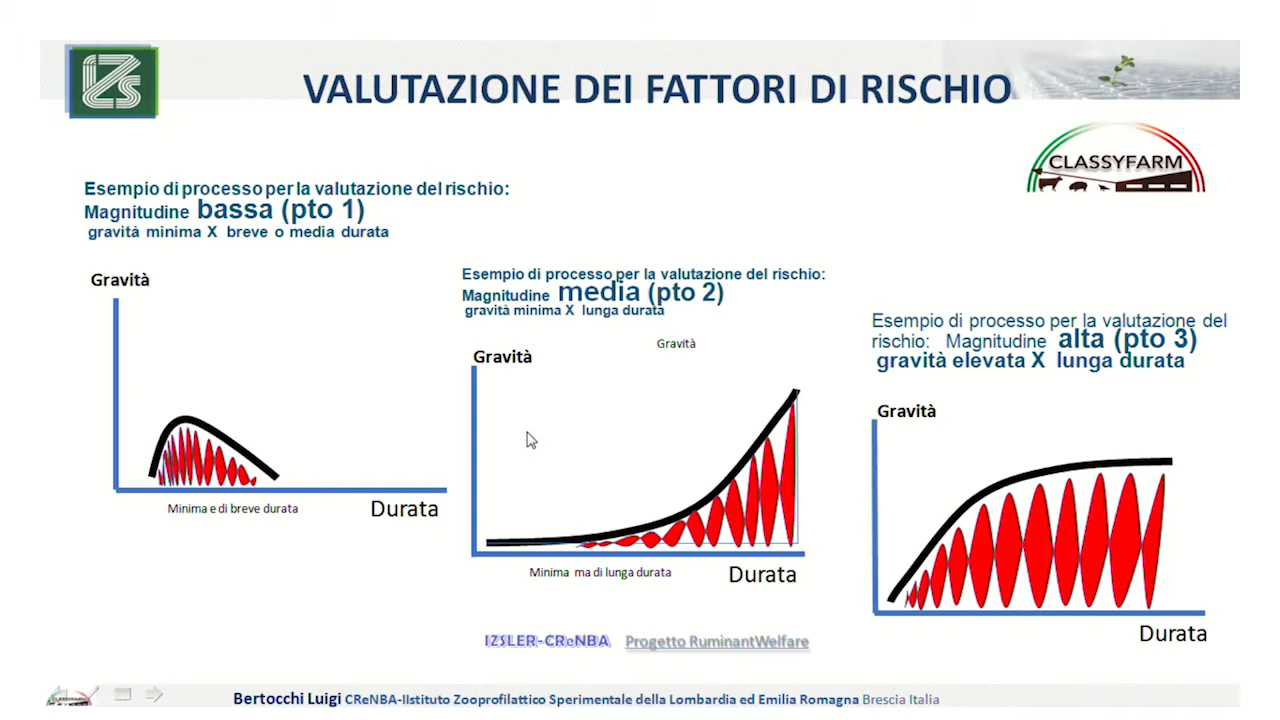 VALUTAZIONE DEI FATTORI DI RISCHIO
CLASSYFARM
Esempio di processo per la valutazione del rischio:
Magnitudine bassa (pto 1)
gravità minima X breve o media durata
Gravità
Minima e di breve durata
Durata
Esempio di processo per la valutazione del rischio:
Magnitudine media (pto 2)
gravità minima X lunga durata
Gravità
Gravità
Minima ma di lunga durata
Durata
Esempio di processo per la valutazione del
rischio: Magnitudine alta (pto 3)
gravità elevata X lunga durata
Gravità
Durata
IZSLER-CReNBA Progetto RuminantWelfare
Bertocchi Luigi CReNBA-IIstituto Zooprofilattico Sperimentale della Lombardia ed Emilia Romagna Brescia Italia